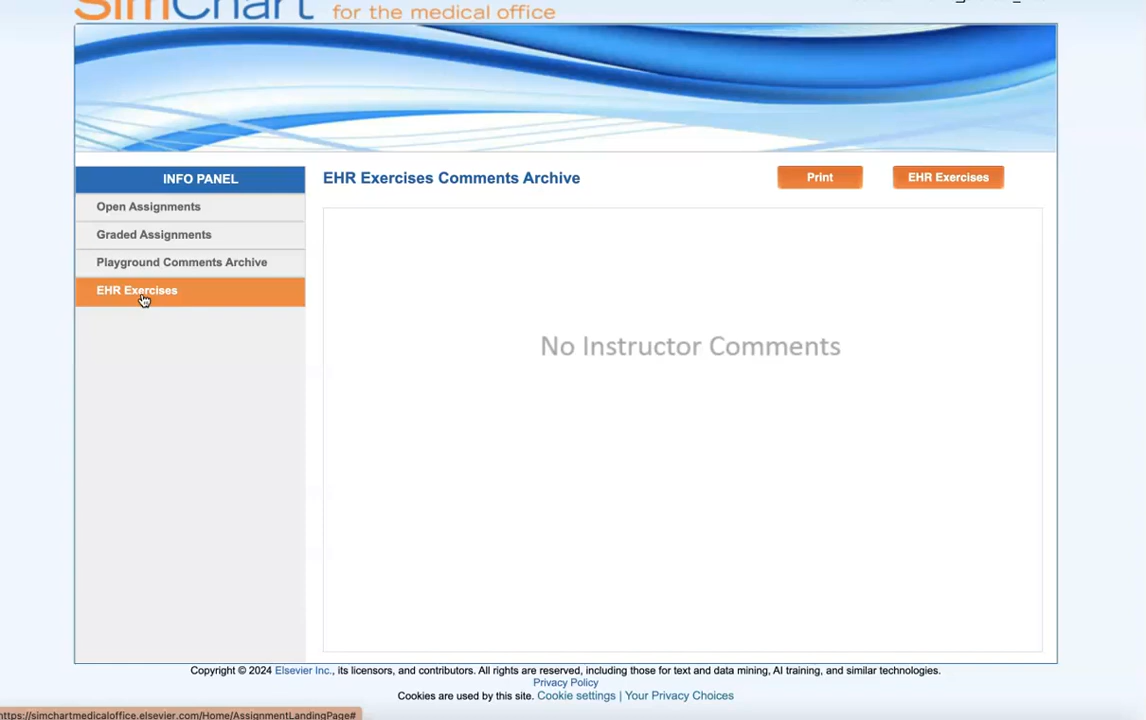 SimChart for the medical office
INFO PANEL
Open Assignments
Graded Assignments
Playground Comments Archive
EHR Exercises
EHR Exercises Comments Archive
Print
EHR Exercises
No Instructor Comments
Copyright © 2024 Elsevier Inc., its licensors, and contributors. All rights are reserved, including those for text and data mining, AI training, and similar technologies.
Privacy Policy
Cookies are used by this site. Cookie settings | Your Privacy Choices
https://simchartmedicaloffice.elsevier.com/Home/AssignmentLandingPage#